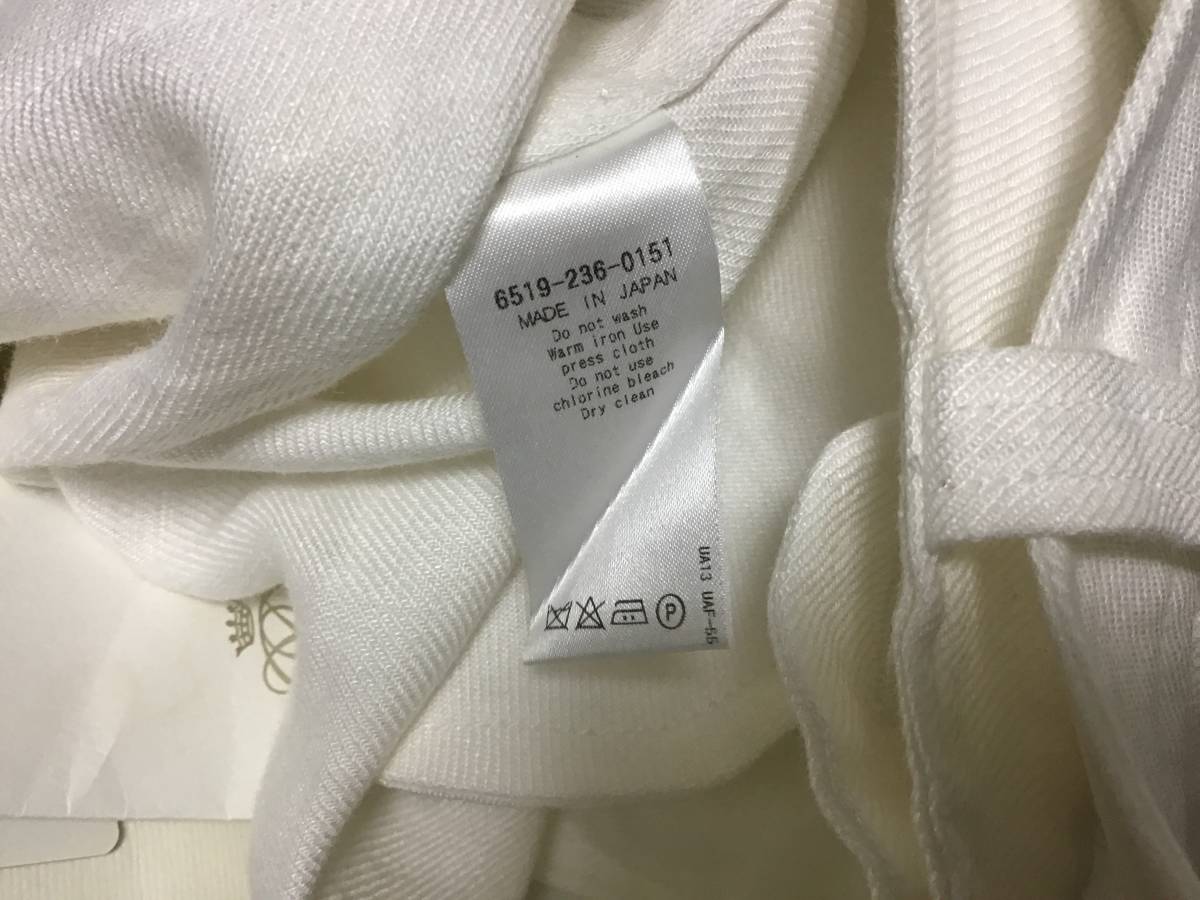 6519-236-0151
MADE IN JAPAN
Do not wash
Warm iron Use
press cloth
Do not use
chlorine bleach
Dry clean
UA13 UAF-55
P